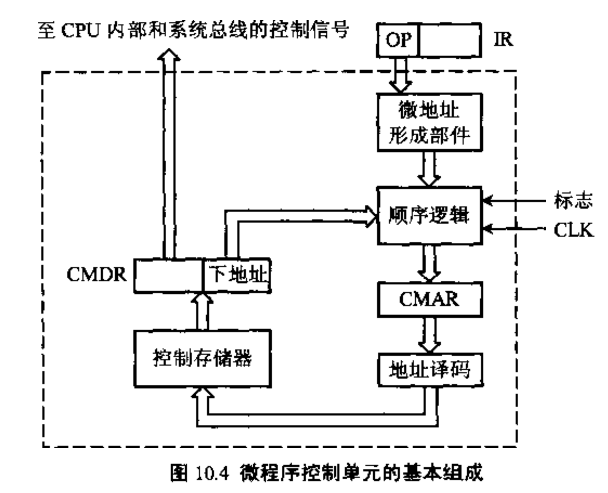 至 CPU 内部和系统总线的控制信号
OP
IR
微地址
形成部件
顺序逻辑
标志
CLK
CMDR
下地址
CMAR
控制存储器
地址译码
图 10.4 微程序控制单元的基本组成